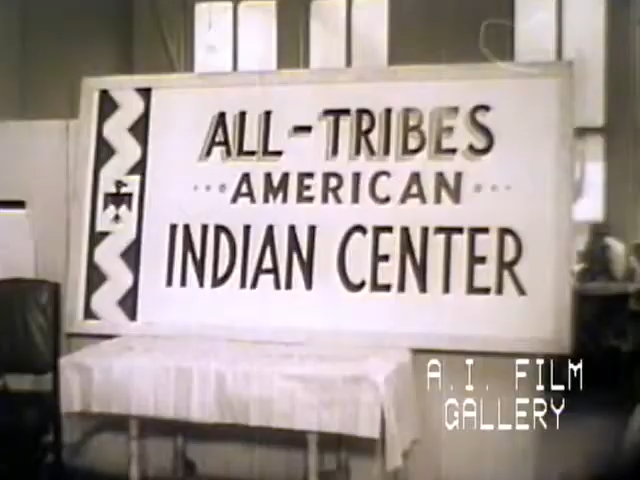 ALL-TRIBES
AMERICAN
INDIAN CENTER
A.I. FILM
GALLERY